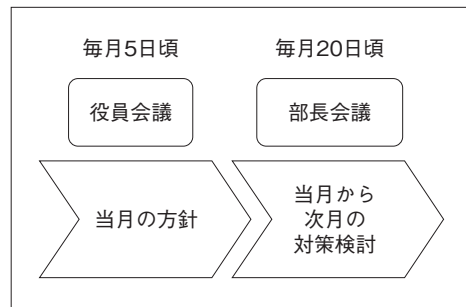 毎月5日頃
毎月20日頃
役員会議
部長会議
当月の方針
当月から
次月の
対策検討